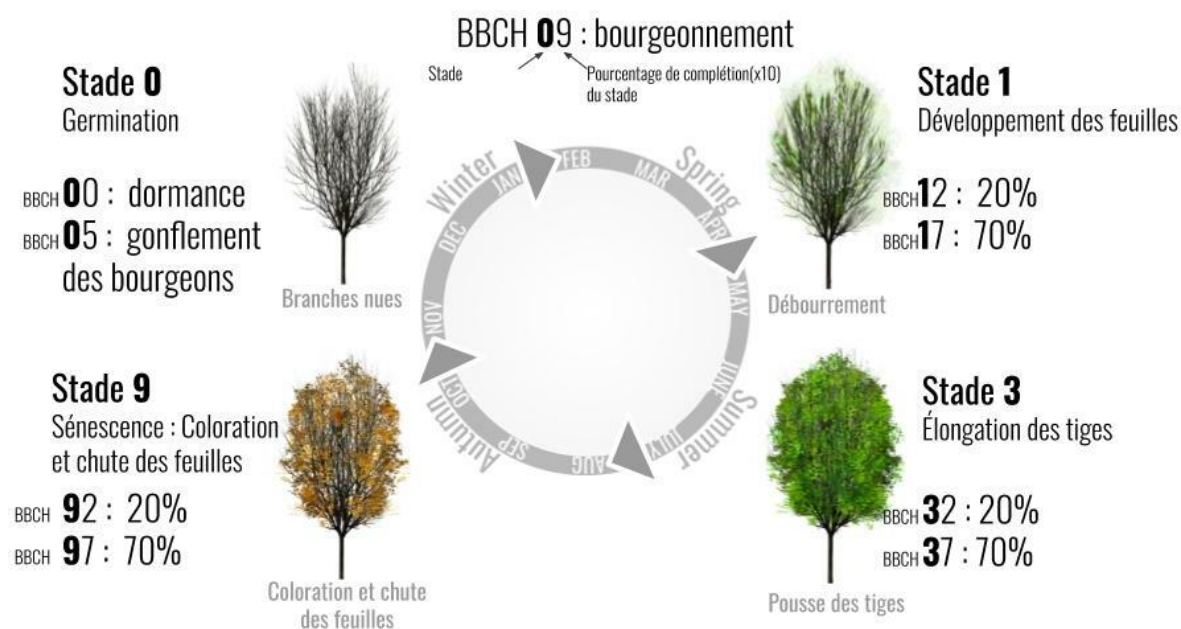 BBCH 09 : bourgeonnement
Stade
Pourcentage de complétion(x10)
du stade
Stade 0
Germination
BBCH 00 : dormance
BBCH 05 : gonflement
des bourgeons
Branches nues
Stade 1
Développement des feuilles
BBCH 12 : 20%
BBCH 17 : 70%
Débourrement
Winter
Spring
Summer
Autumn
JAN
FEB
MAR
APR
MAY
JUNE
JULY
AUG
SEP
OCT
NOV
DEC
Stade 9
Sénescence : Coloration
et chute des feuilles
BBCH 92 : 20%
BBCH 97 : 70%
Coloration et chute
des feuilles
Stade 3
Élongation des tiges
BBCH 32 : 20%
BBCH 37 : 70%
Pousse des tiges